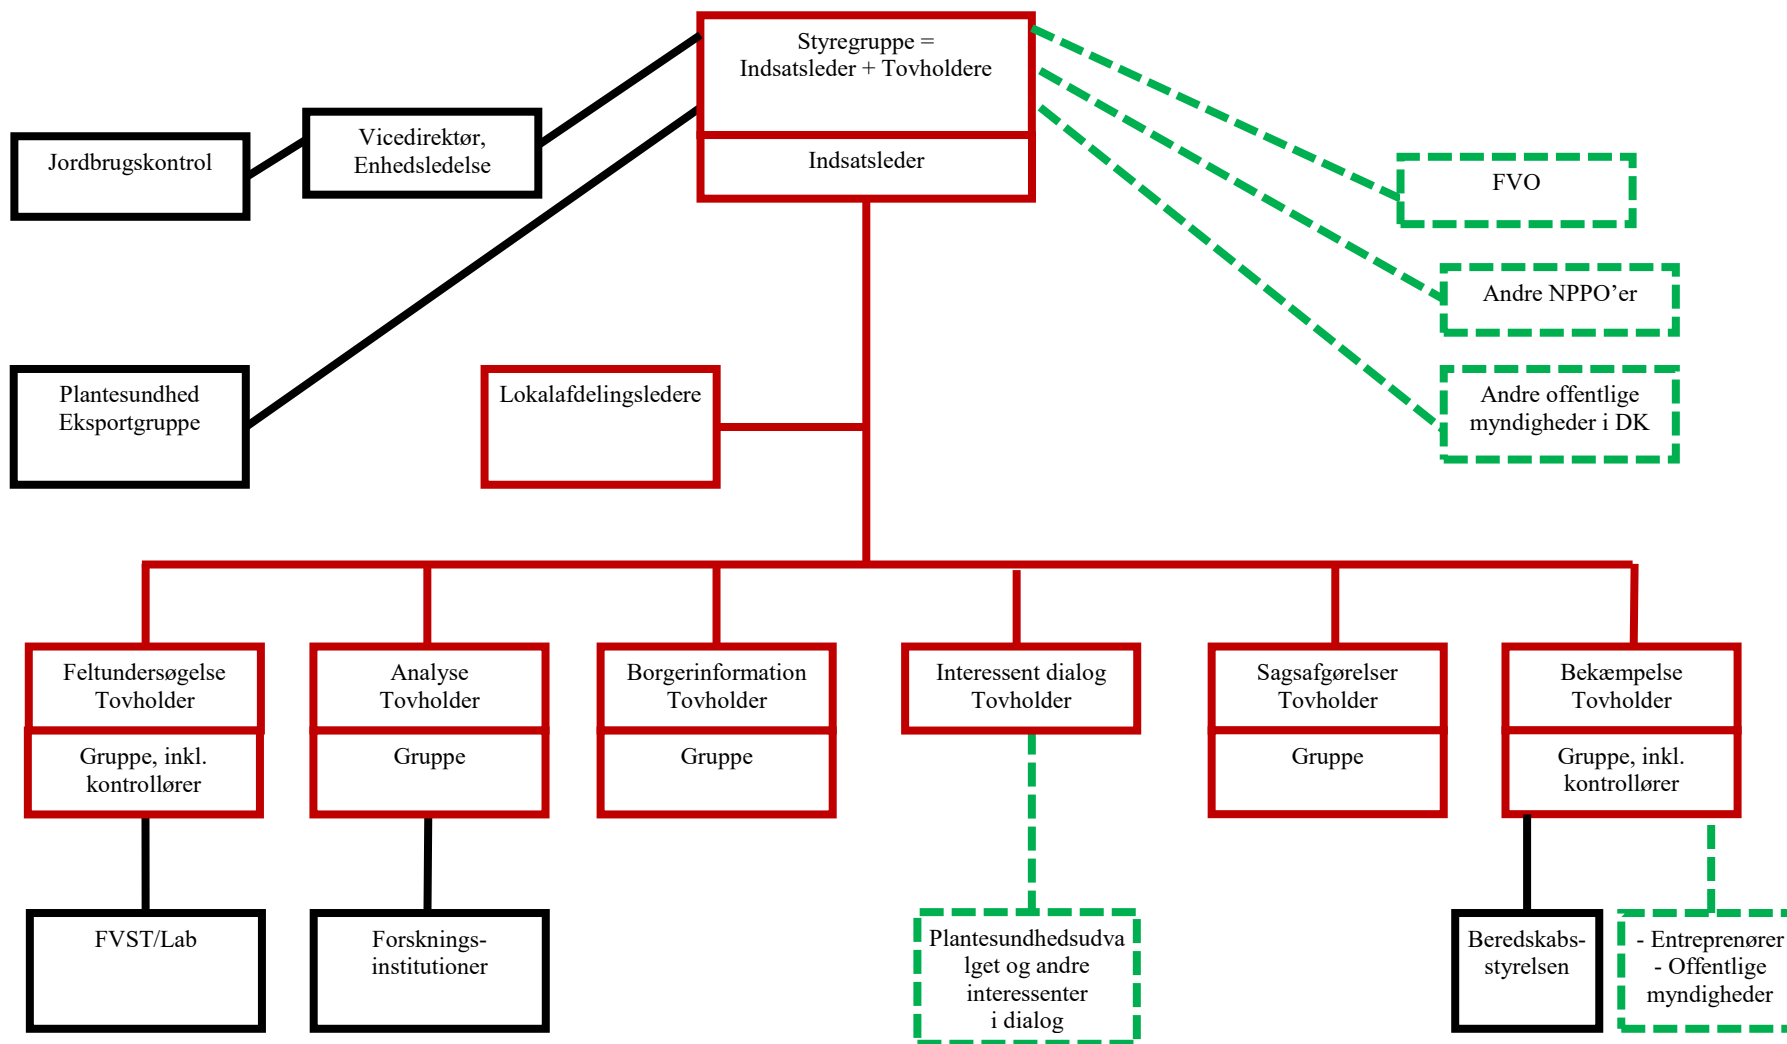 Styregruppe =
Indsatsleder + Tovholdere
Indsatsleder
Vicedirektør,
Enhedsledelse
Jordbrugskontrol
FVO
Andre NPPO’er
Plantesundhed
Eksportgruppe
Lokalafdelingsledere
Andre offentlige
myndigheder i DK
Feltundersøgelse
Tovholder
Gruppe, inkl.
kontrollører
Analyse
Tovholder
Gruppe
Borgerinformation
Tovholder
Gruppe
Interessent dialog
Tovholder
Sagsafgørelser
Tovholder
Gruppe
Bekæmpelse
Tovholder
Gruppe, inkl.
kontrollører
FVST/Lab
Forsknings-
institutioner
Plantesundhedsudva
lget og andre
interessenter
i dialog
Beredskabs-
styrelsen
- Entreprenører
- Offentlige
myndigheder